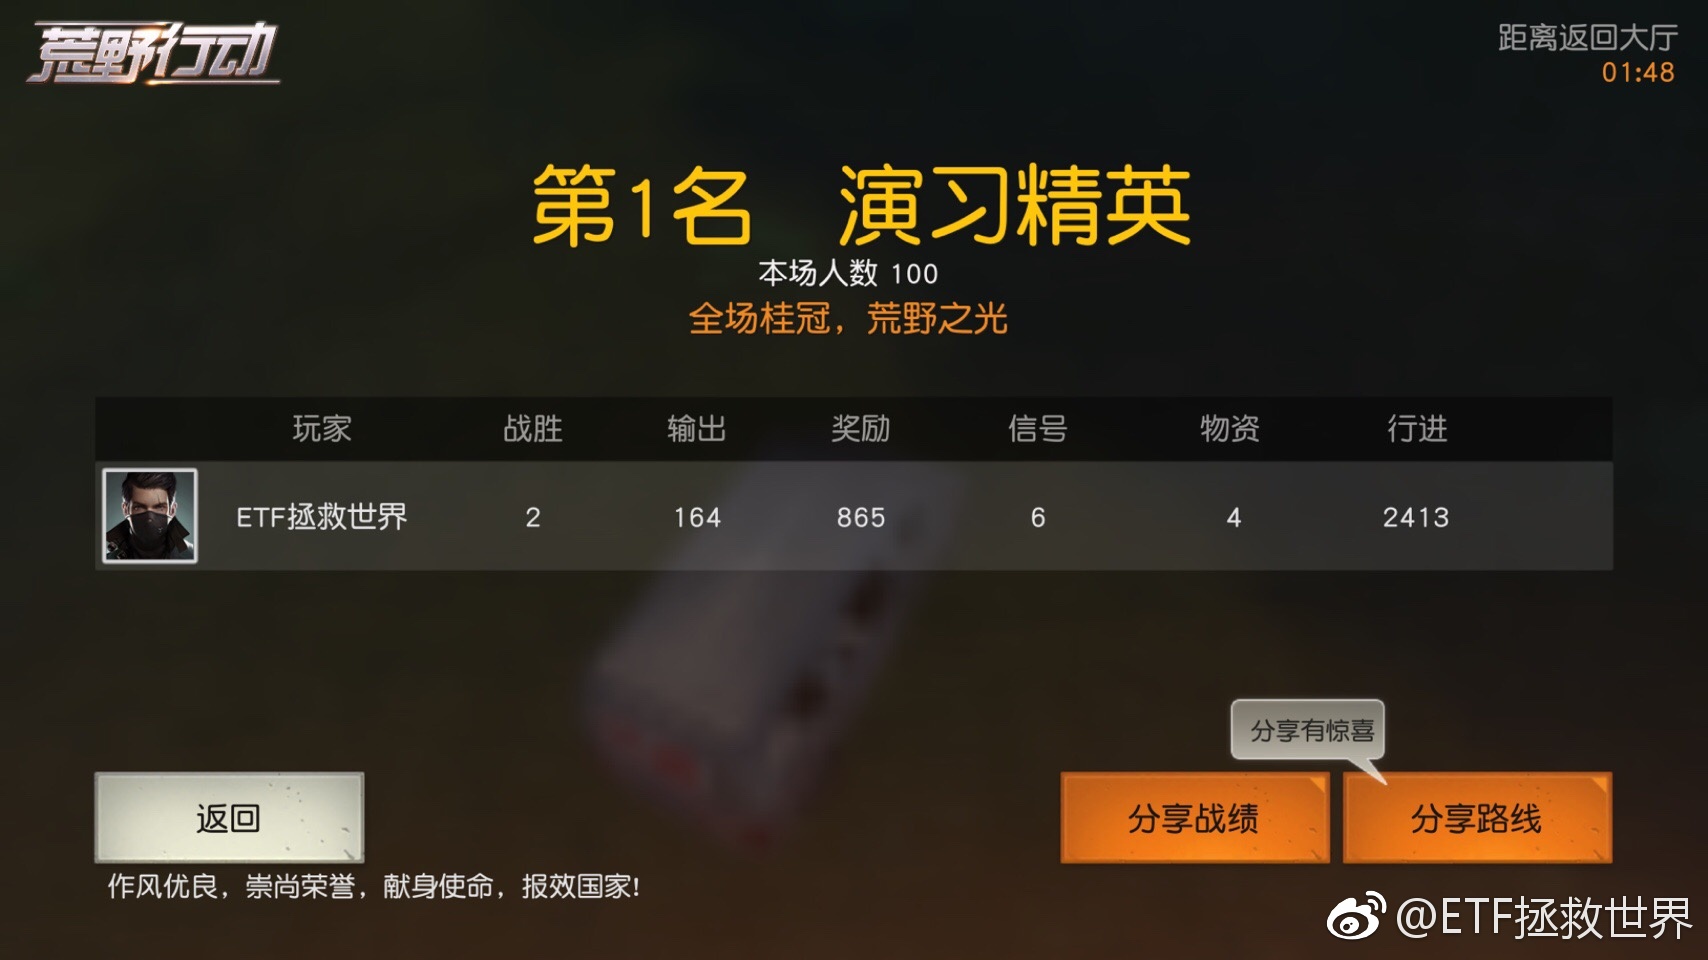 荒野行动
距离返回大厅
01:48
第1名 演习精英
本场人数 100
全场桂冠，荒野之光
玩家 战胜 输出 奖励 信号 物资 行进
ETF拯救世界 2 164 865 6 4 2413
分享有惊喜
返回 分享战绩 分享路线
作风优良，崇尚荣誉，献身使命，报效国家！
@ETF拯救世界